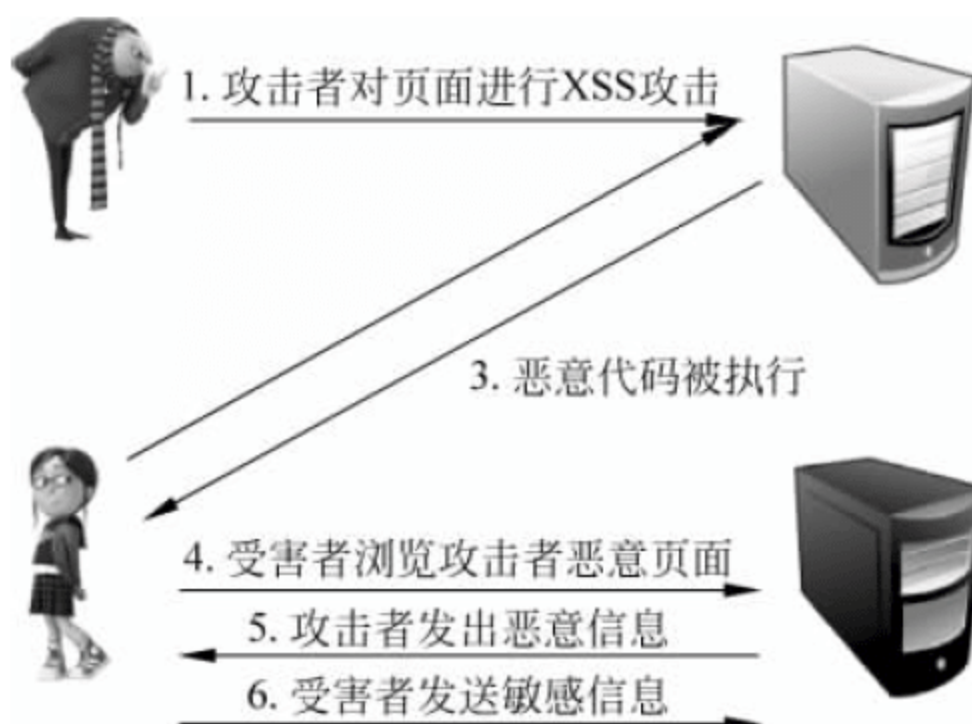 1. 攻击者对页面进行XSS攻击
3. 恶意代码被执行
4. 受害者浏览攻击者恶意页面
5. 攻击者发出恶意信息
6. 受害者发送敏感信息